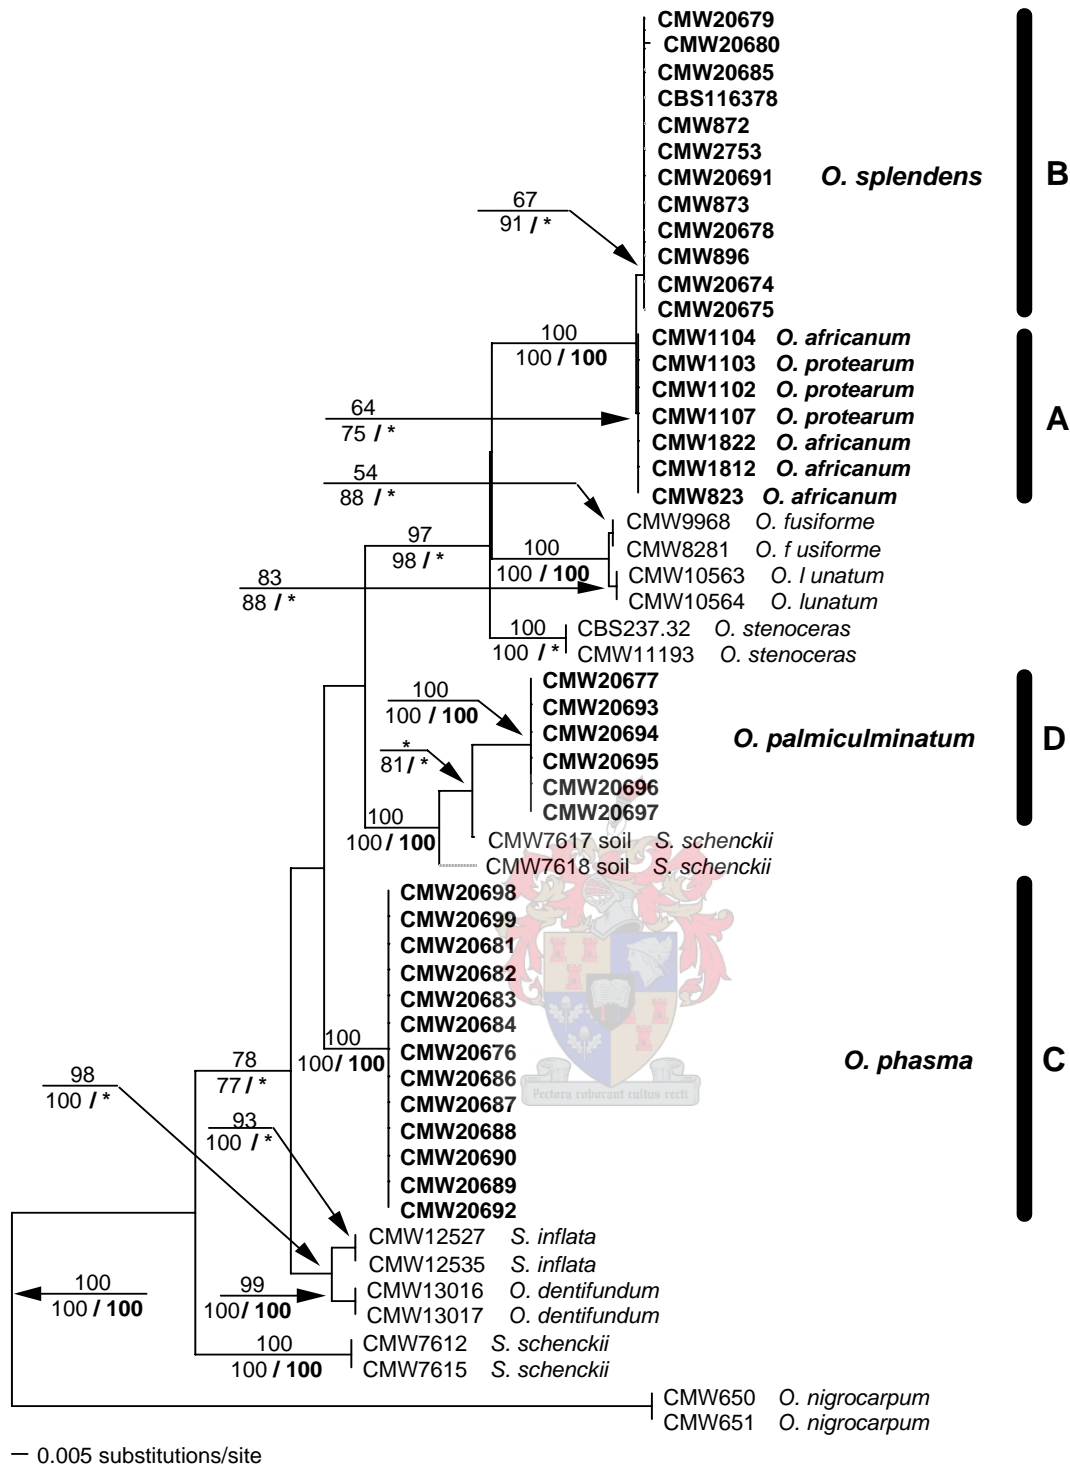 CMW20679
CMW20680
CMW20685
CBS116378
CMW872
CMW2753
CMW20691 O. splendens B
67
91 / *
CMW873
CMW20678
CMW896
CMW20674
CMW20675
100
100 / 100
CMW1104 O. africanum
CMW1103 O. protearum
CMW1102 O. protearum
64
75 / *
CMW1107 O. protearum A
CMW1822 O. africanum
CMW1812 O. africanum
54
88 / *
CMW823 O. africanum
CMW9968 O. fusiforme
97
98 / *
100
100 / 100
CMW8281 O. f usiforme
83
88 / *
CMW10563 O. l unatum
CMW10564 O. lunatum
100
100 / *
CBS237.32 O. stenoceras
CMW11193 O. stenoceras
CMW20677
100
100 / 100
CMW20693
CMW20694 O. palmiculminatum D
*
81/ *
CMW20695
CMW20696
CMW20697
100
100/ 100
CMW7617 soil S. schenckii
CMW7618 soil S. schenckii
CMW20698
CMW20699
CMW20681
CMW20682
CMW20683
CMW20684
100
100/ 100
CMW20676 O. phasma C
78
77/ *
CMW20686
98
100 / *
CMW20687
Pectora roborant cultus recti
93
100 / *
CMW20688
CMW20690
CMW20689
CMW20692
CMW12527 S. inflata
CMW12535 S. inflata
100
100 / 100
99
100/ 100
CMW13016 O. dentifundum
CMW13017 O. dentifundum
100
100 / 100
CMW7612 S. schenckii
CMW7615 S. schenckii
CMW650 O. nigrocarpum
CMW651 O. nigrocarpum
0.005 substitutions/site